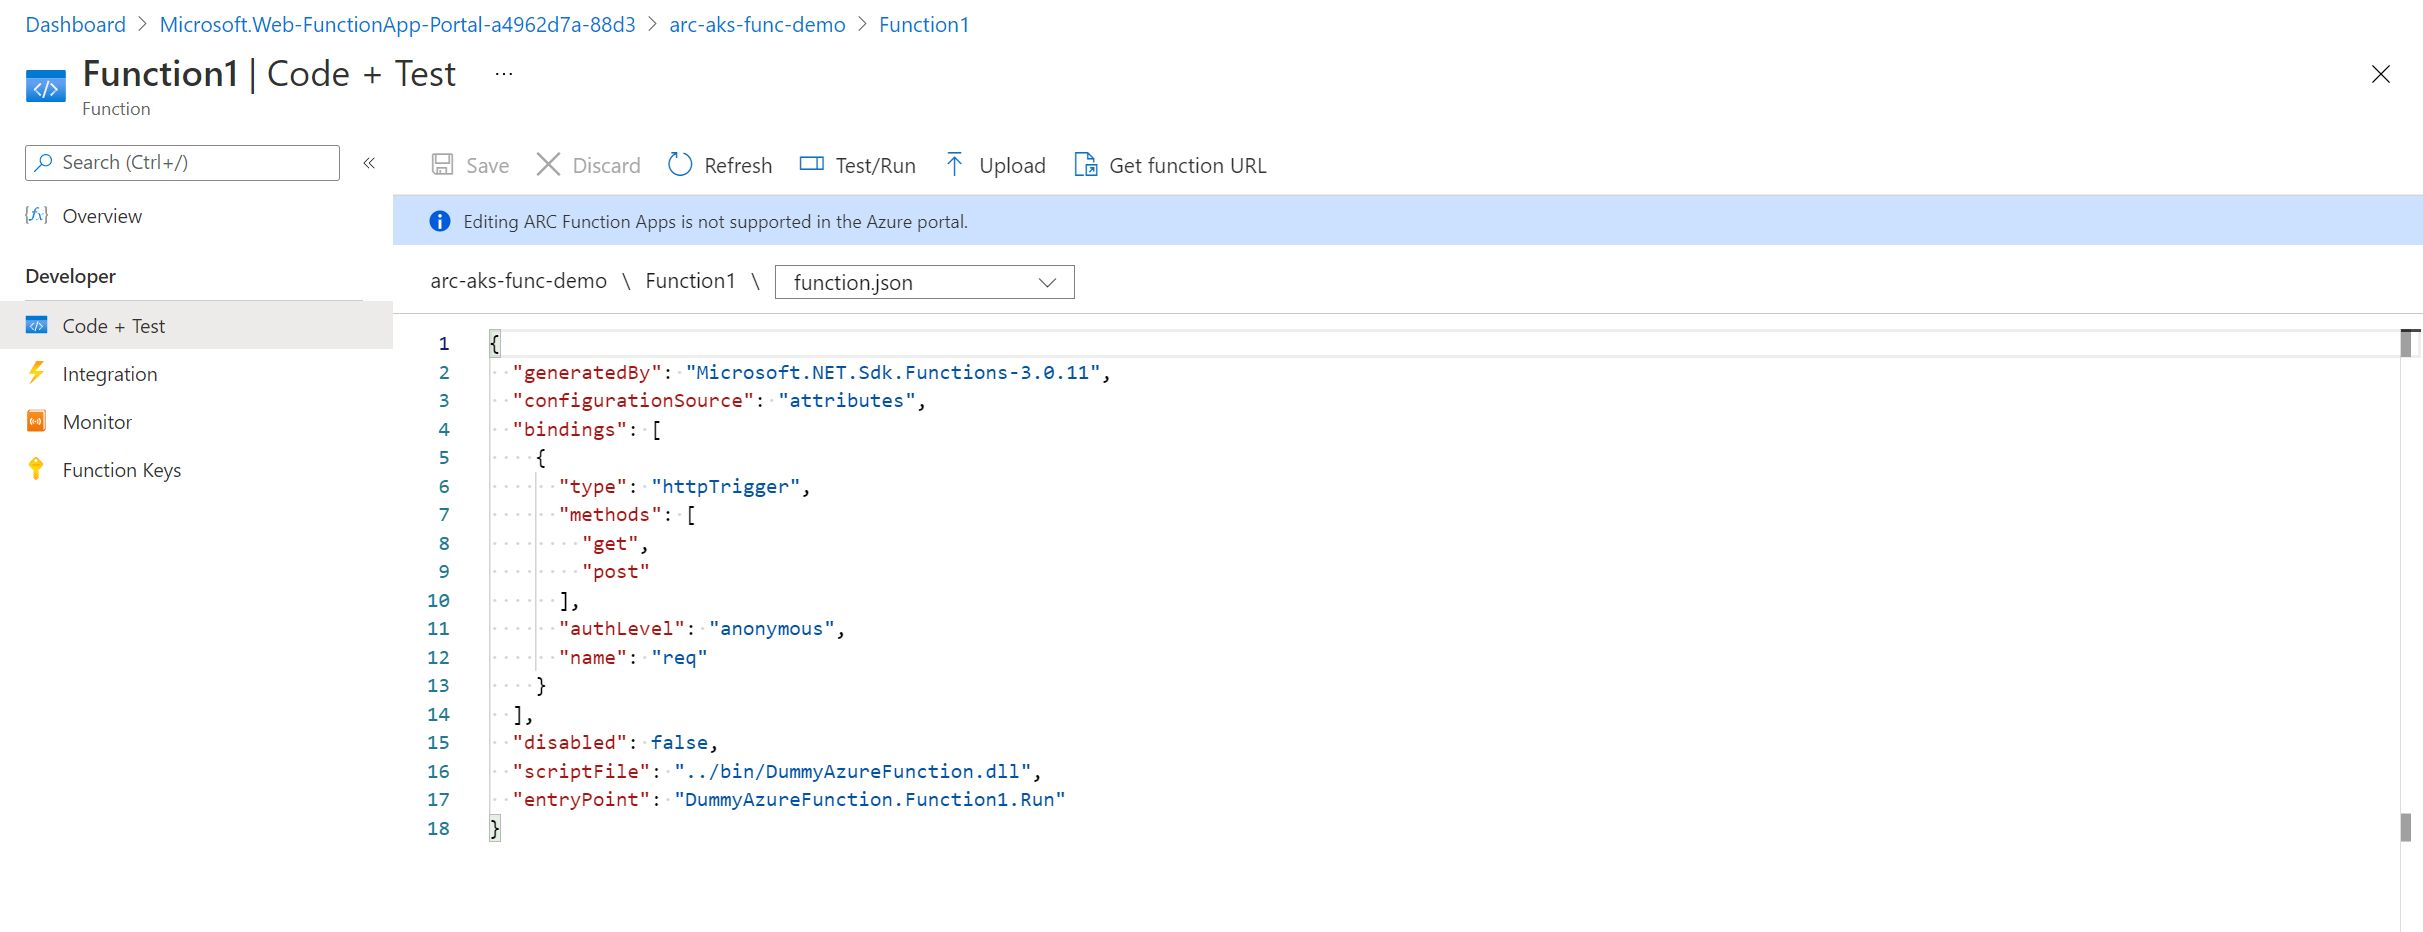 Dashboard > Microsoft.Web-FunctionApp-Portal-a4962d7a-88d3 > arc-aks-func-demo > Function1
Function1 | Code + Test ...
Function
Search (Ctrl+/) «
Overview
Developer
Code + Test
Integration
Monitor
Function Keys
Save Discard Refresh Test/Run Upload Get function URL
Editing ARC Function Apps is not supported in the Azure portal.
arc-aks-func-demo \ Function1 \ function.json
1 {
2 "generatedBy": "Microsoft.NET.Sdk.Functions-3.0.11",
3 "configurationSource": "attributes",
4 "bindings": [
5 {
6 "type": "httpTrigger",
7 "methods": [
8 "get",
9 "post"
10 ],
11 "authLevel": "anonymous",
12 "name": "req"
13 }
14 ],
15 "disabled": false,
16 "scriptFile": "../bin/DummyAzureFunction.dll",
17 "entryPoint": "DummyAzureFunction.Function1.Run"
18 }